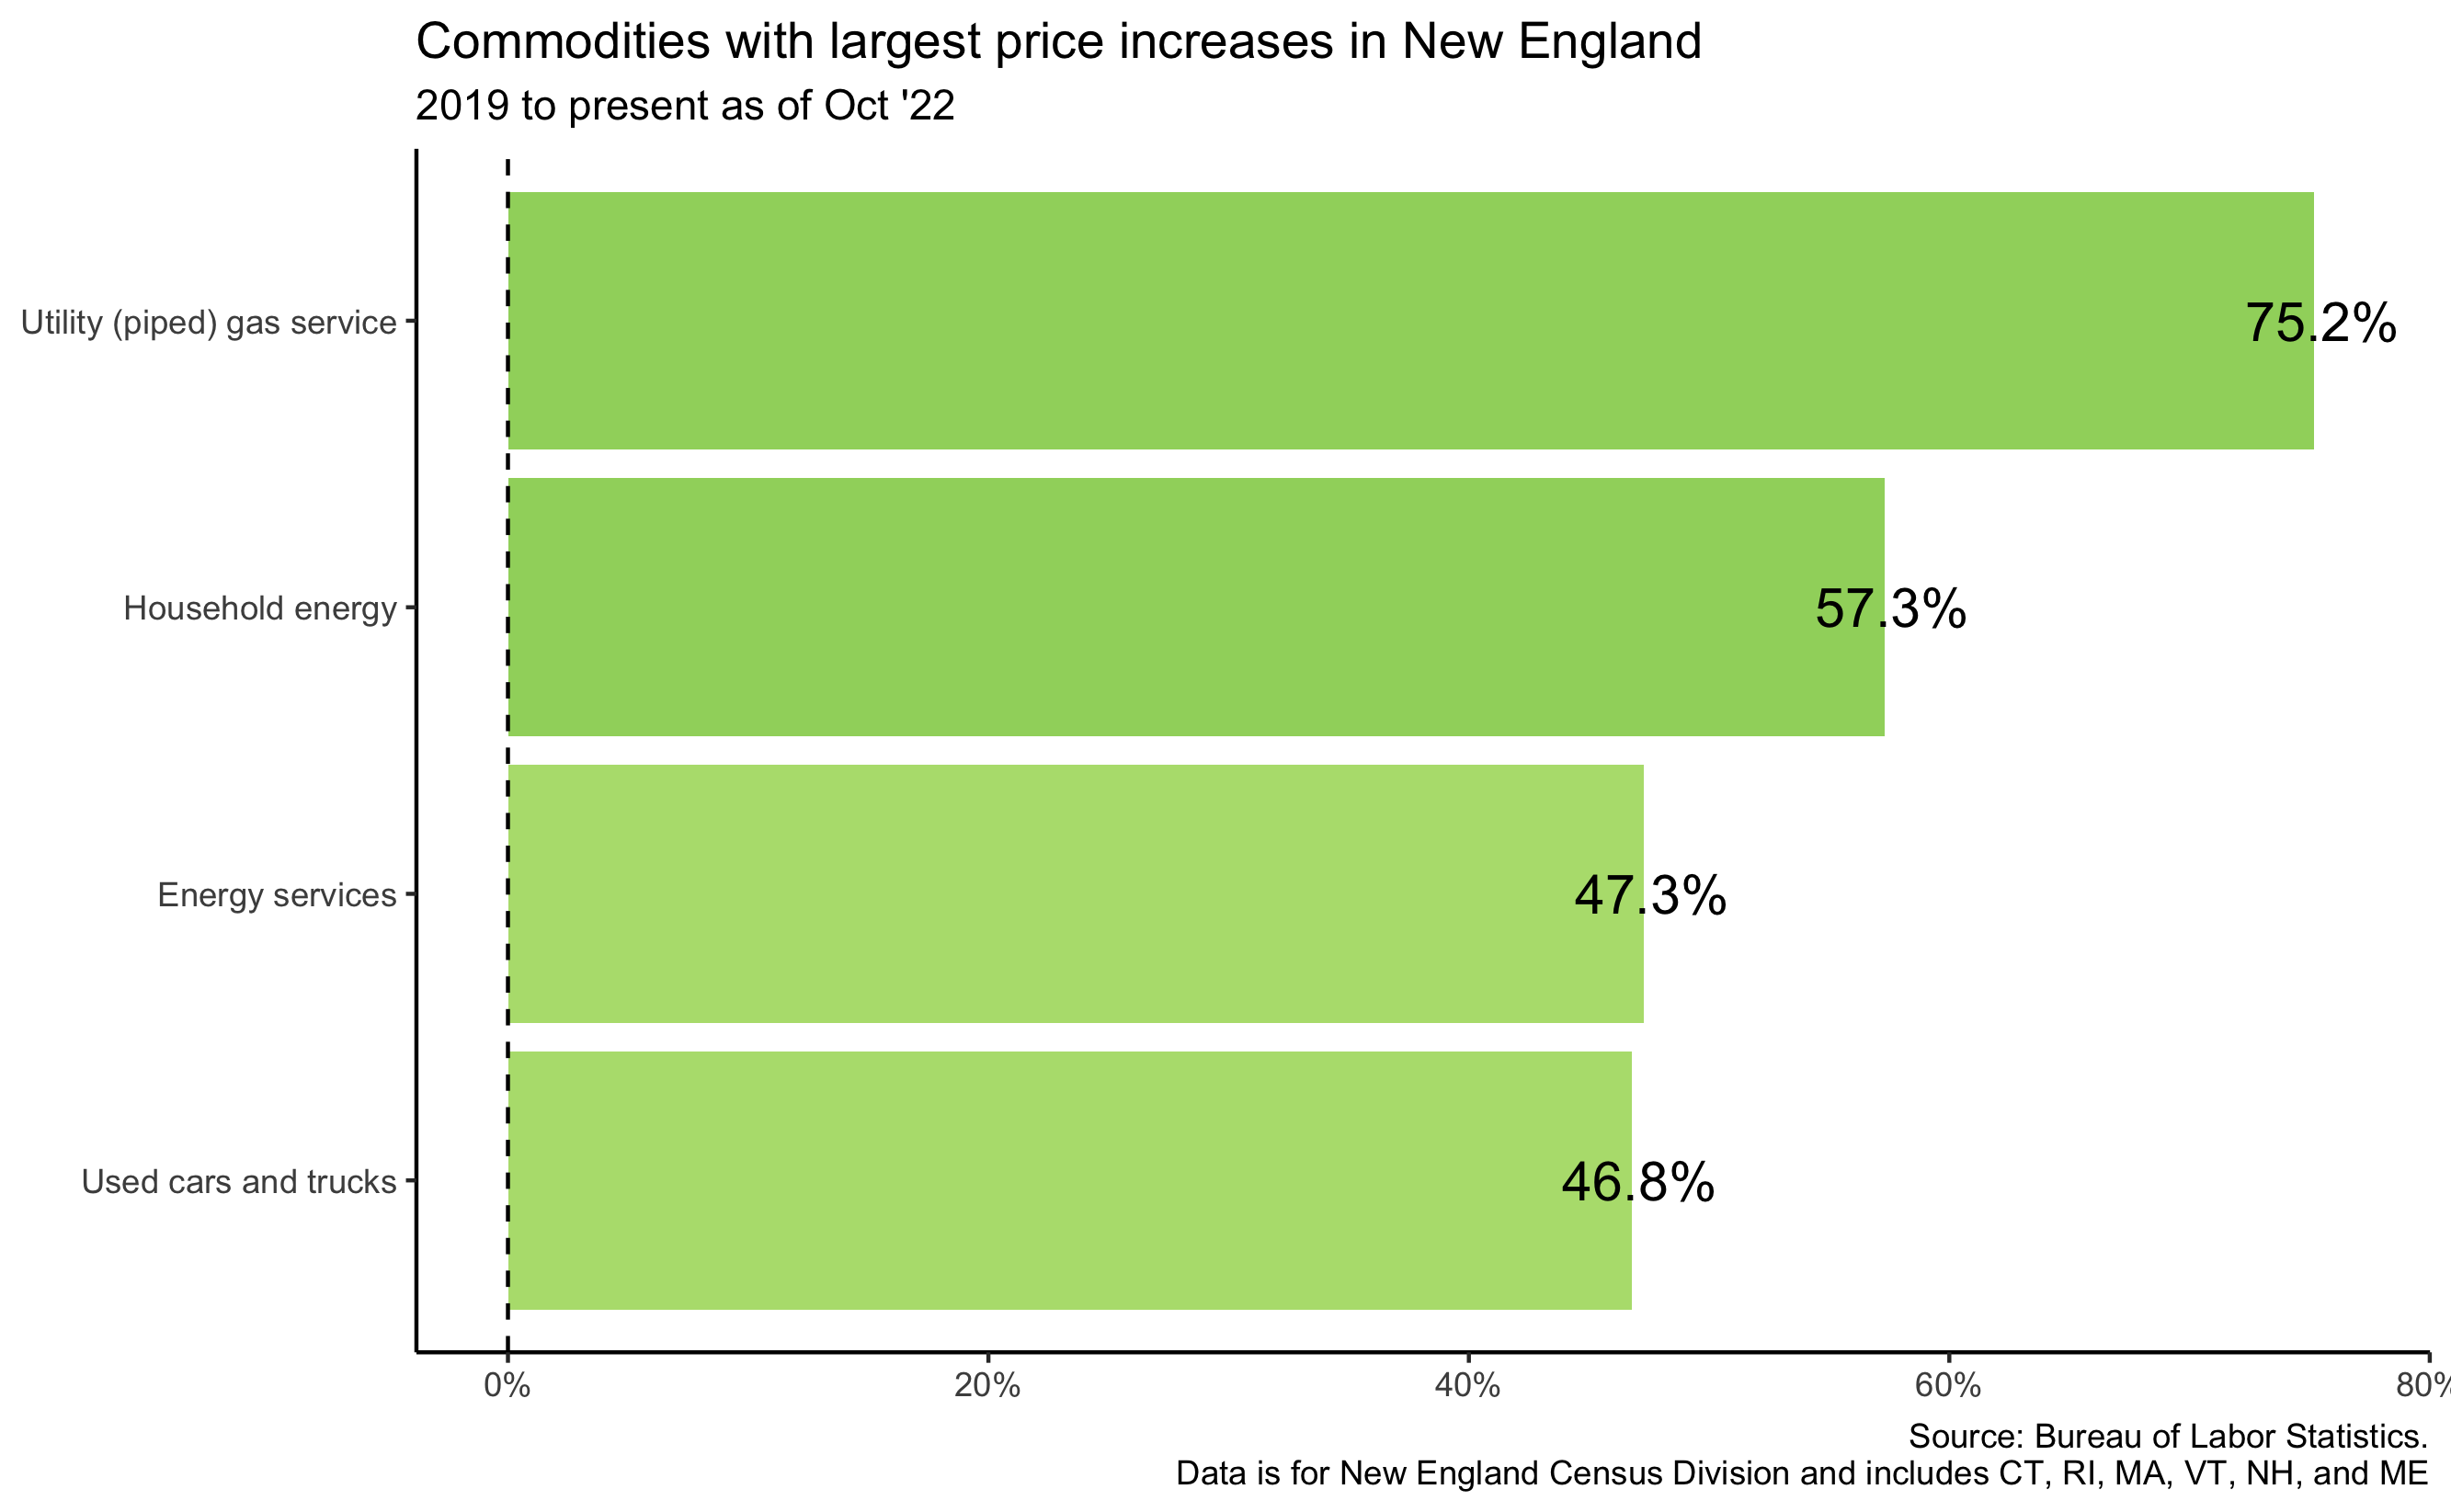 Commodities with largest price increases in New England
2019 to present as of Oct '22
Utility (piped) gas service
75.2%
Household energy
57.3%
Energy services
47.3%
Used cars and trucks
46.8%
0%
20%
40%
60%
80%
Source: Bureau of Labor Statistics.
Data is for New England Census Division and includes CT, RI, MA, VT, NH, and ME